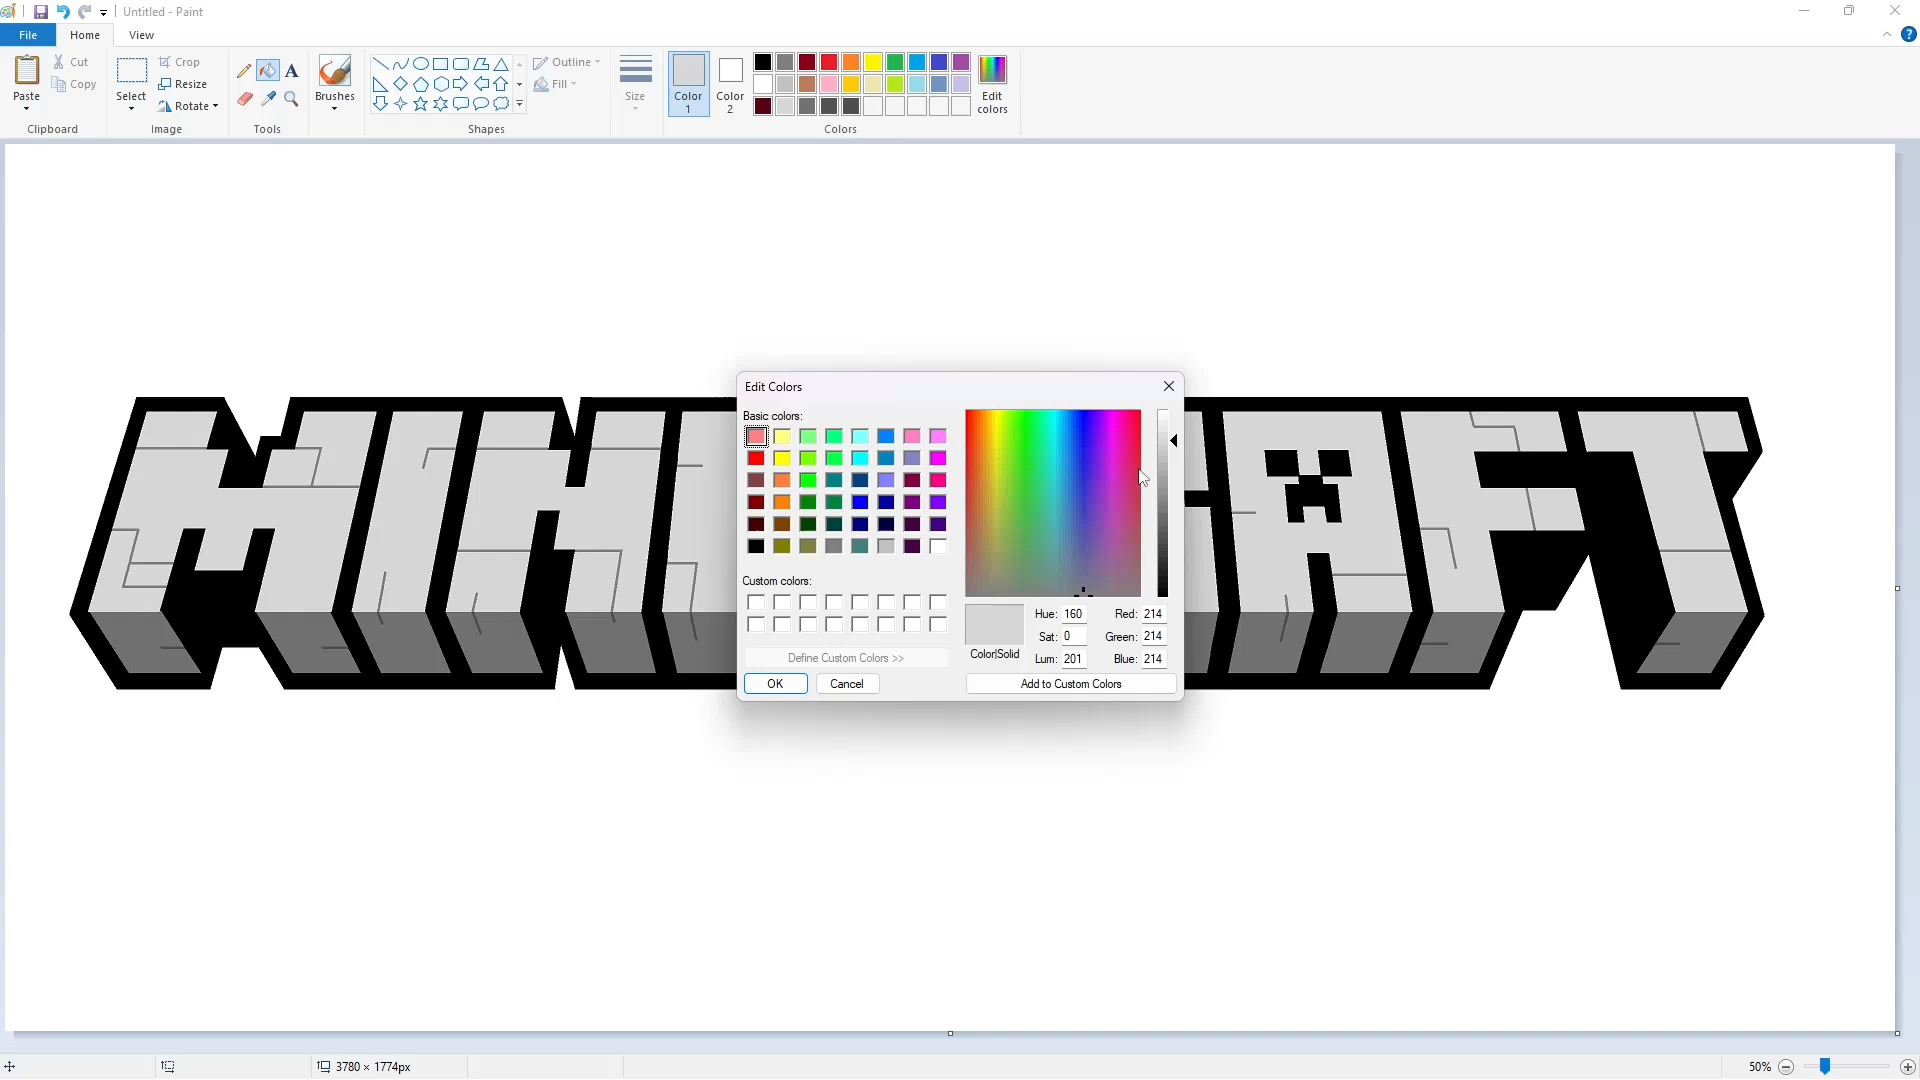 Untitled - Paint
File
Home
View
Paste
Cut
Copy
Clipboard
Select
Crop
Resize
Rotate
Image
Tools
Brushes
Outline
Fill
Shapes
Size
Color
1
Color
2
Edit
colors
Colors
MIN
AFT
Edit Colors
Basic colors:
Custom colors:
Define Custom Colors >>
OK
Cancel
Hue: 160
Sat: 0
Lum: 201
Red: 214
Green: 214
Blue: 214
Color|Solid
Add to Custom Colors
3780 × 1774px
50%